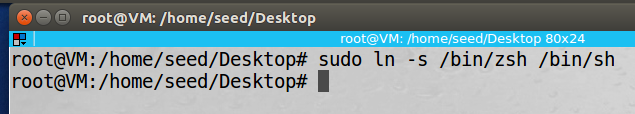 root@VM: /home/seed/Desktop
root@VM: /home/seed/Desktop 80x24
root@VM:/home/seed/Desktop# sudo ln -s /bin/zsh /bin/sh
root@VM:/home/seed/Desktop#